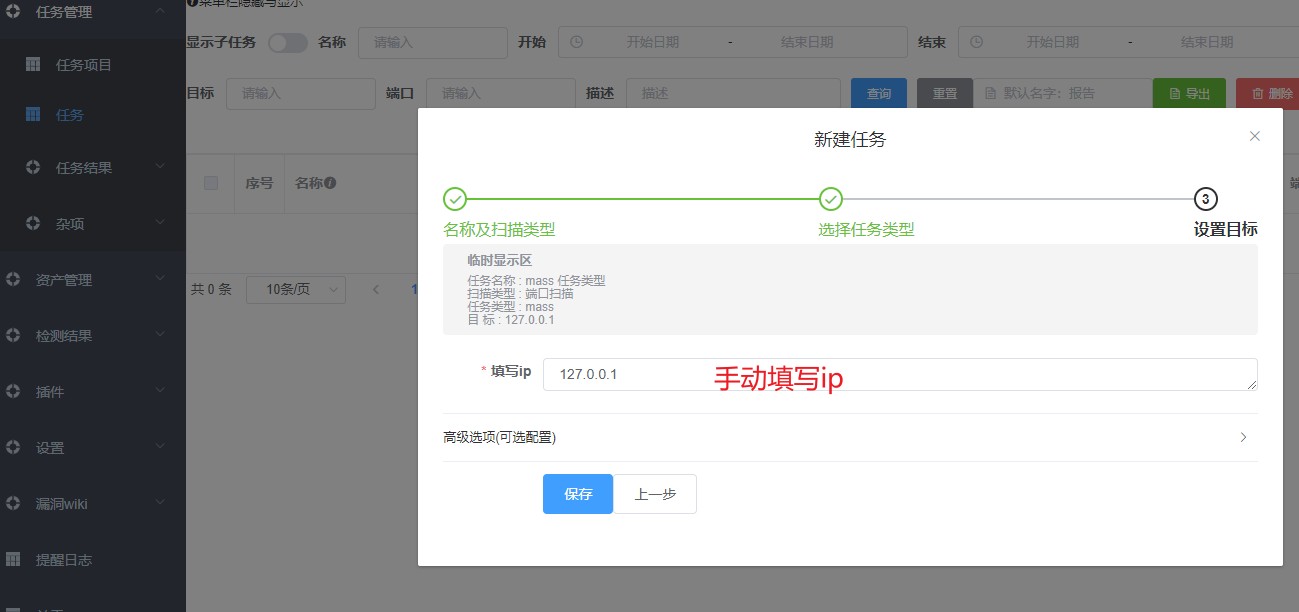 任务管理
任务项目
任务
任务结果
杂项
资产管理
检测结果
插件
设置
漏洞wiki
提醒日志
菜单栏隐藏与显示
显示子任务 名称 请输入 开始 开始日期 - 结束日期 结束 开始日期 - 结束日期
目标 请输入 端口 请输入 描述 描述 查询 重置 默认名字：报告 导出 删除
序号 名称
共 0 条 10条/页 1
新建任务
3
名称及扫描类型 选择任务类型 设置目标
临时显示区
任务名称 : mass 任务类型
扫描类型 : 端口扫描
任务类型 : mass
目 标 : 127.0.0.1
* 填写ip 127.0.0.1 手动填写ip
高级选项(可选配置)
保存 上一步